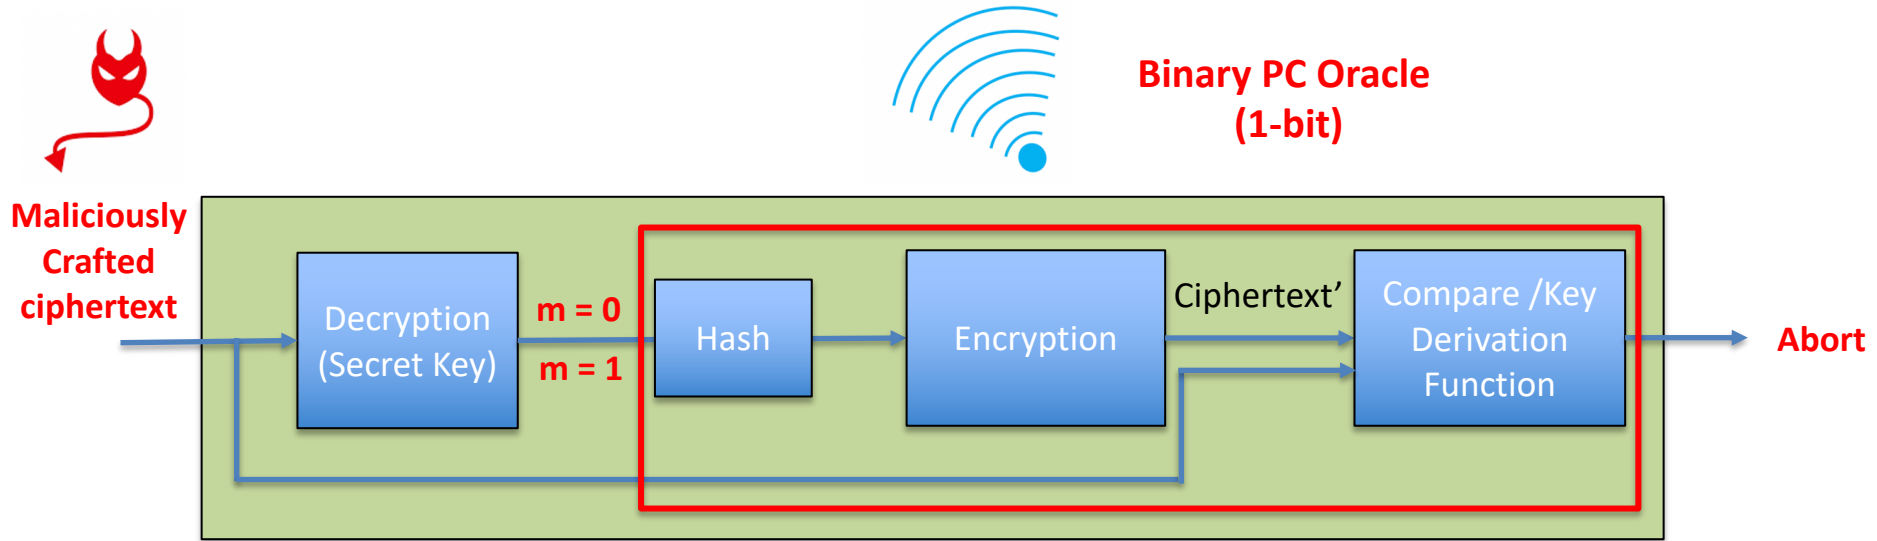 Binary PC Oracle
(1-bit)
Maliciously
Crafted
ciphertext
Decryption
(Secret Key)
m = 0
m = 1
Hash
Encryption
Ciphertext’
Compare /Key
Derivation
Function
Abort